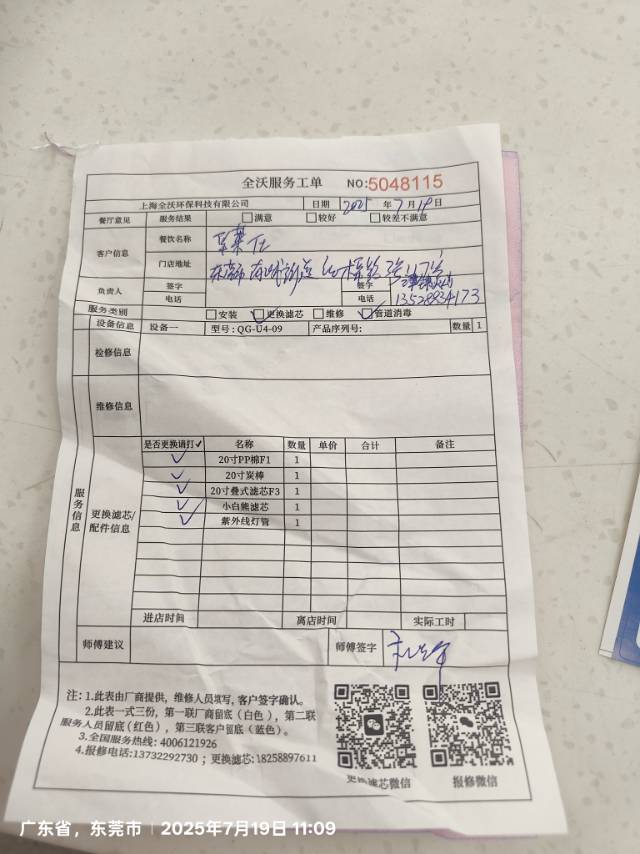 全沃服务工单 NO:5048115
上海全沃环保科技有限公司 日期 2025年7月19日
餐厅意见 服务结果 满意 较好 较差不满意
客户信息 餐饮名称
门店地址
负责人 签字 签字
电话 电话 13528834173
服务类别 安装 更换滤芯 维修 管道消毒
设备信息 设备一 型号:QG-U4-09 产品序列号: 数量 1
检修信息
维修信息
服务信息
更换滤芯/配件信息
是否更换请打✓ 名称 数量 单价 合计 备注
✓ 20寸PP棉F1 1
✓ 20寸炭棒 1
✓ 20寸叠式滤芯F3 1
✓ 小白熊滤芯 1
✓ 紫外线灯管 1
进店时间 离店时间 实际工时
师傅建议 师傅签字
注:1.此表由厂商提供，维修人员填写，客户签字确认。
2.此表一式三份，第一联厂商留底(白色)，第二联
服务人员留底(红色)，第三联客户留底(蓝色)。
3.全国服务热线:4006121926
4.报修电话:13732292730；更换滤芯:18258897611
更换滤芯微信 报修微信
广东省，东莞市 2025年7月19日 11:09